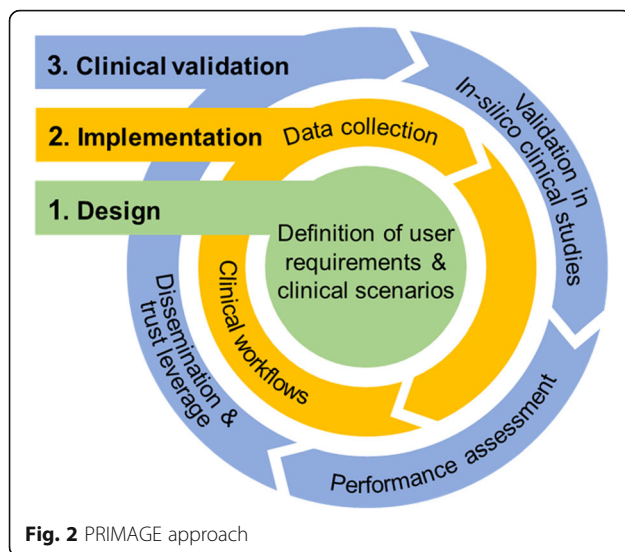 3. Clinical validation
2. Implementation
1. Design
Data collection
Clinical workflows
Definition of user
requirements &
clinical scenarios
Validation in
In-silico clinical studies
Performance assessment
Dissemination &
trust leverage
Fig. 2 PRIMAGE approach